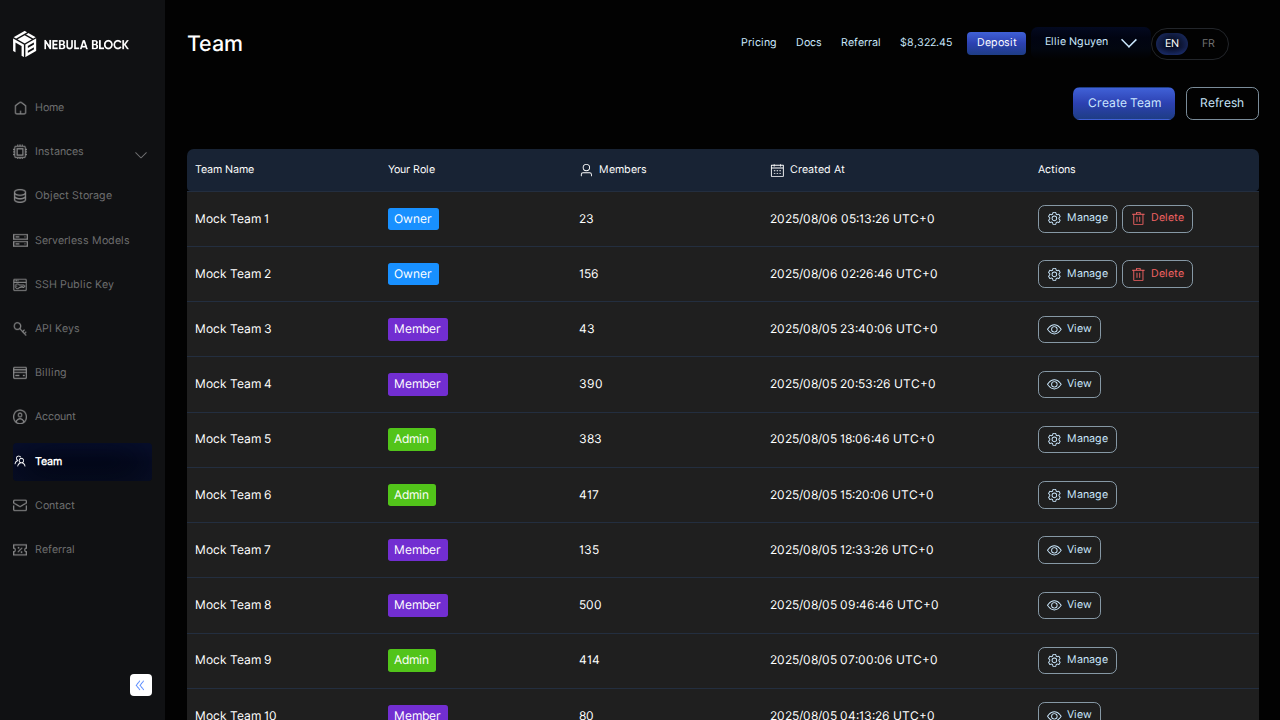 NEBULA BLOCK
Team
Pricing Docs Referral $8,322.45 Deposit Ellie Nguyen EN FR
Create Team Refresh
Home
Instances
Object Storage
Serverless Models
SSH Public Key
API Keys
Billing
Account
Team
Contact
Referral
Team Name Your Role Members Created At Actions
Mock Team 1 Owner 23 2025/08/06 05:13:26 UTC+0 Manage Delete
Mock Team 2 Owner 156 2025/08/06 02:26:46 UTC+0 Manage Delete
Mock Team 3 Member 43 2025/08/05 23:40:06 UTC+0 View
Mock Team 4 Member 390 2025/08/05 20:53:26 UTC+0 View
Mock Team 5 Admin 383 2025/08/05 18:06:46 UTC+0 Manage
Mock Team 6 Admin 417 2025/08/05 15:20:06 UTC+0 Manage
Mock Team 7 Member 135 2025/08/05 12:33:26 UTC+0 View
Mock Team 8 Member 500 2025/08/05 09:46:46 UTC+0 View
Mock Team 9 Admin 414 2025/08/05 07:00:06 UTC+0 Manage
Mock Team 10 Member 80 2025/08/05 04:13:26 UTC+0 View